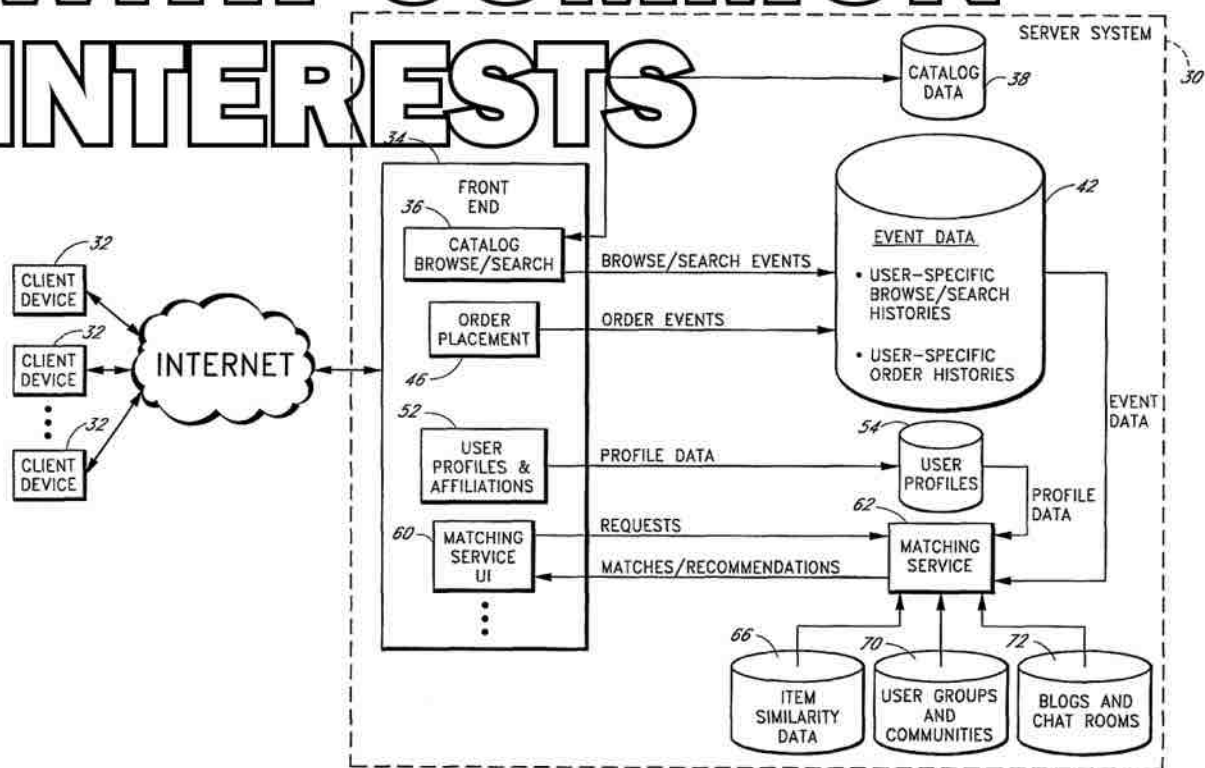 WITH COMMON
INTERESTS
SERVER SYSTEM
30
CATALOG
DATA
38
34
FRONT
END
36
CATALOG
BROWSE/SEARCH
BROWSE/SEARCH EVENTS
ORDER
PLACEMENT
46
ORDER EVENTS
42
EVENT DATA
• USER-SPECIFIC
BROWSE/SEARCH
HISTORIES
• USER-SPECIFIC
ORDER HISTORIES
EVENT
DATA
32
CLIENT
DEVICE
32
CLIENT
DEVICE
32
CLIENT
DEVICE
INTERNET
52
USER
PROFILES &
AFFILIATIONS
PROFILE DATA
54
USER
PROFILES
PROFILE
DATA
60
MATCHING
SERVICE
UI
REQUESTS
MATCHES/RECOMMENDATIONS
62
MATCHING
SERVICE
66
ITEM
SIMILARITY
DATA
70
USER GROUPS
AND
COMMUNITIES
72
BLOGS AND
CHAT ROOMS